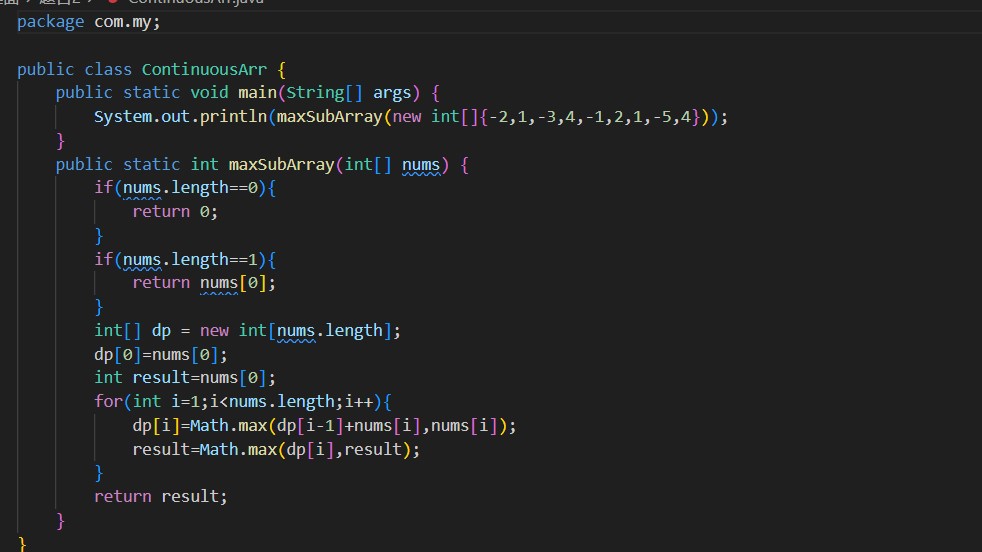 ContinuousArr.java
package com.my;
public class ContinuousArr {
public static void main(String[] args) {
System.out.println(maxSubArray(new int[]{-2,1,-3,4,-1,2,1,-5,4}));
}
public static int maxSubArray(int[] nums) {
if(nums.length==0){
return 0;
}
if(nums.length==1){
return nums[0];
}
int[] dp = new int[nums.length];
dp[0]=nums[0];
int result=nums[0];
for(int i=1;i<nums.length;i++){
dp[i]=Math.max(dp[i-1]+nums[i],nums[i]);
result=Math.max(dp[i],result);
}
return result;
}
}